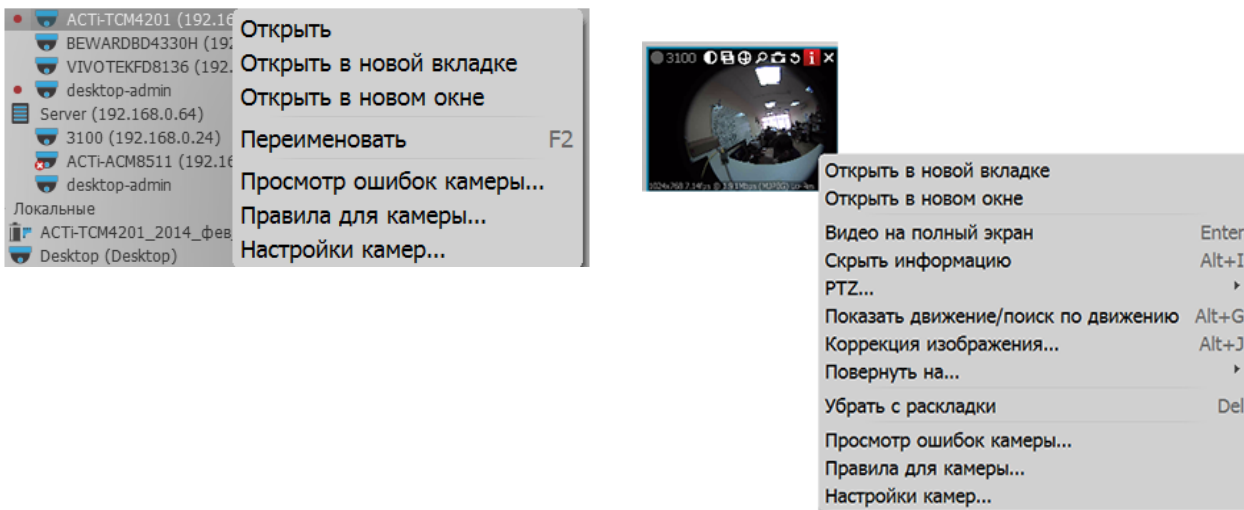 ACTi-TCM4201 (192.16
BEWARDBD4330H (192
VIVOTEKFD8136 (192.
desktop-admin
Server (192.168.0.64)
3100 (192.168.0.24)
ACTi-ACM8511 (192.16
desktop-admin
Локальные
ACTi-TCM4201_2014_фев
Desktop (Desktop)
Открыть
Открыть в новой вкладке
Открыть в новом окне
Переименовать F2
Просмотр ошибок камеры...
Правила для камеры...
Настройки камер...
3100
Открыть в новой вкладке
Открыть в новом окне
Видео на полный экран Enter
Скрыть информацию Alt+I
PTZ...
Показать движение/поиск по движению Alt+G
Коррекция изображения... Alt+J
Повернуть на...
Убрать с раскладки Del
Просмотр ошибок камеры...
Правила для камеры...
Настройки камер...